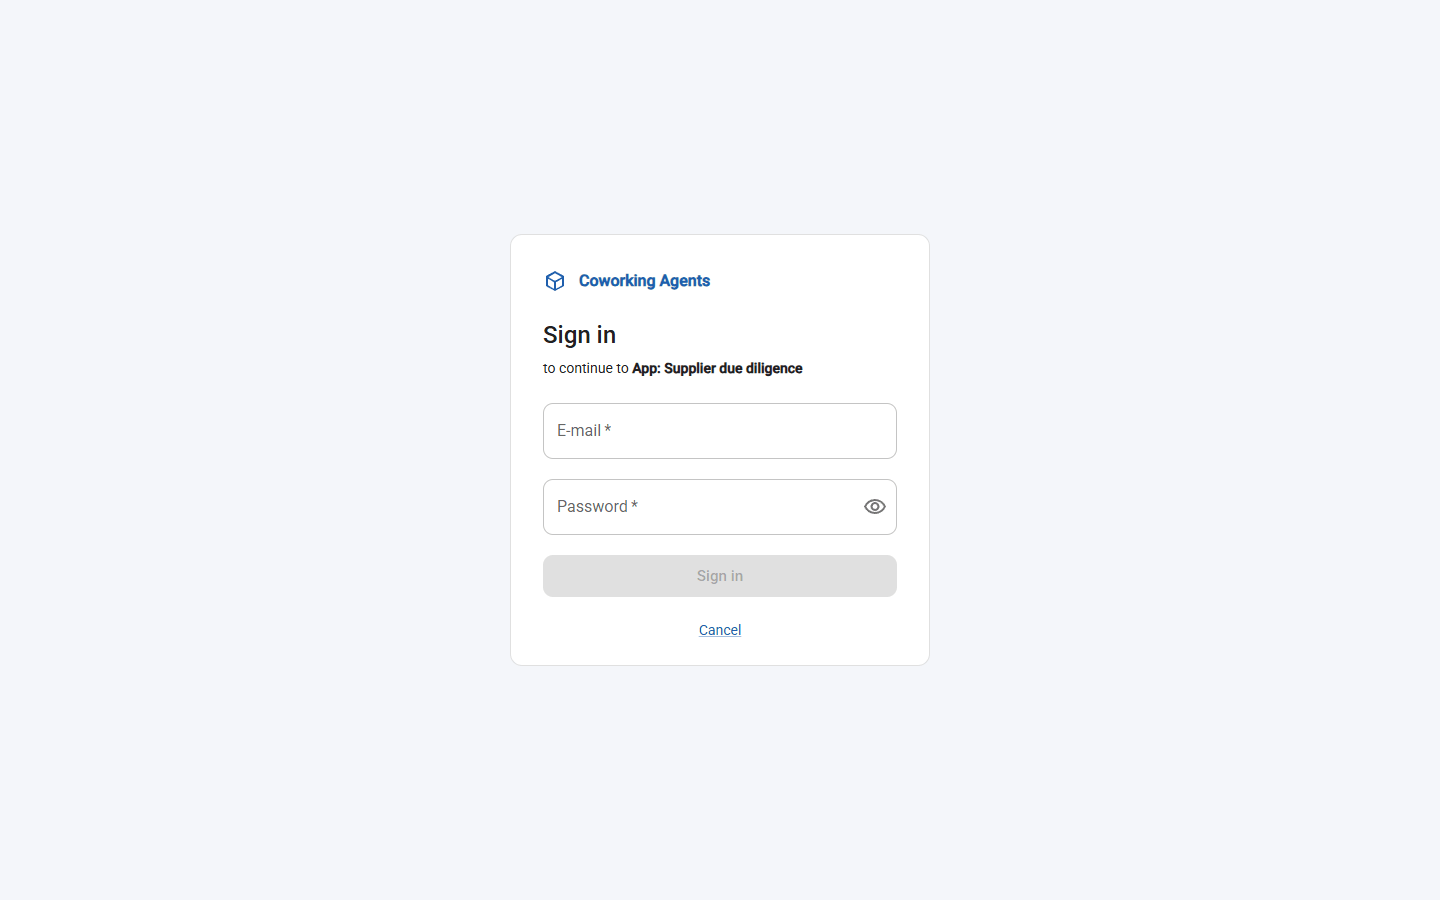 Coworking Agents
Sign in
to continue to App: Supplier due diligence
E-mail *
Password *
Sign in
Cancel